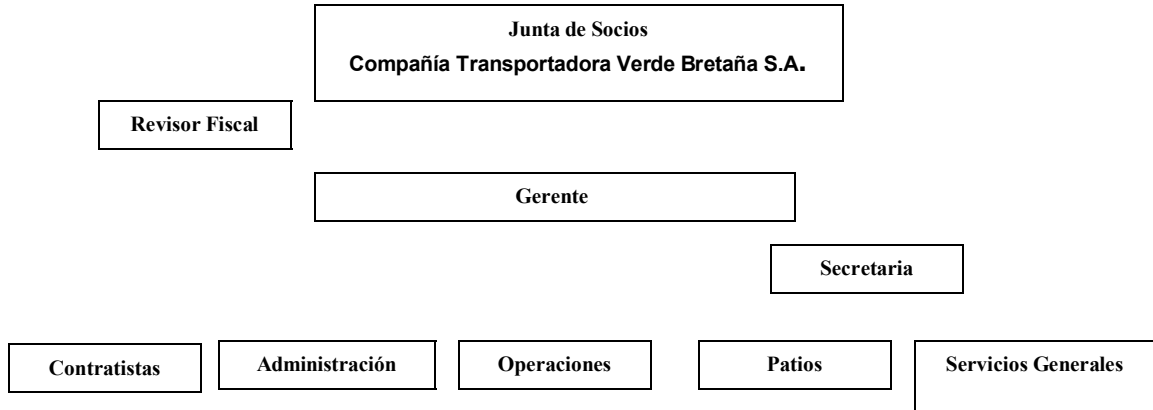 Junta de Socios
Compañía Transportadora Verde Bretaña S.A.
Revisor Fiscal
Gerente
Secretaria
Contratistas
Administración
Operaciones
Patios
Servicios Generales